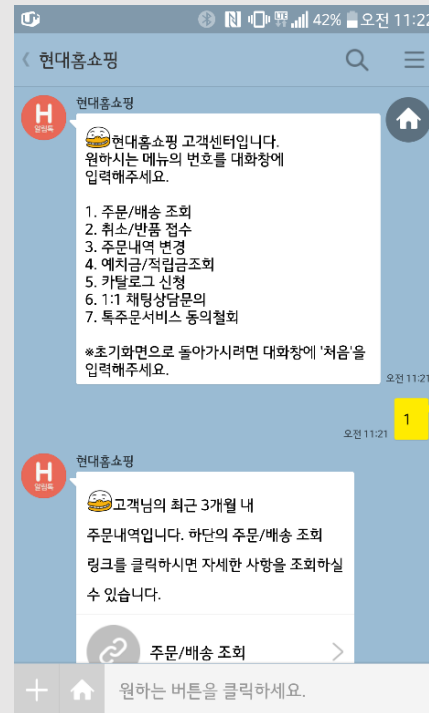 42% 오전 11:22
현대홈쇼핑
현대홈쇼핑
H
알림톡
현대홈쇼핑 고객센터입니다.
원하시는 메뉴의 번호를 대화창에
입력해주세요.
1. 주문/배송 조회
2. 취소/반품 접수
3. 주문내역 변경
4. 예치금/적립금조회
5. 카탈로그 신청
6. 1:1 채팅상담문의
7. 톡주문서비스 동의철회
※초기화면으로 돌아가시려면 대화창에 '처음'을
입력해주세요.
오전 11:21
1
오전 11:21
현대홈쇼핑
H
알림톡
고객님의 최근 3개월 내
주문내역입니다. 하단의 주문/배송 조회
링크를 클릭하시면 자세한 사항을 조회하실
수 있습니다.
주문/배송 조회
원하는 버튼을 클릭하세요.